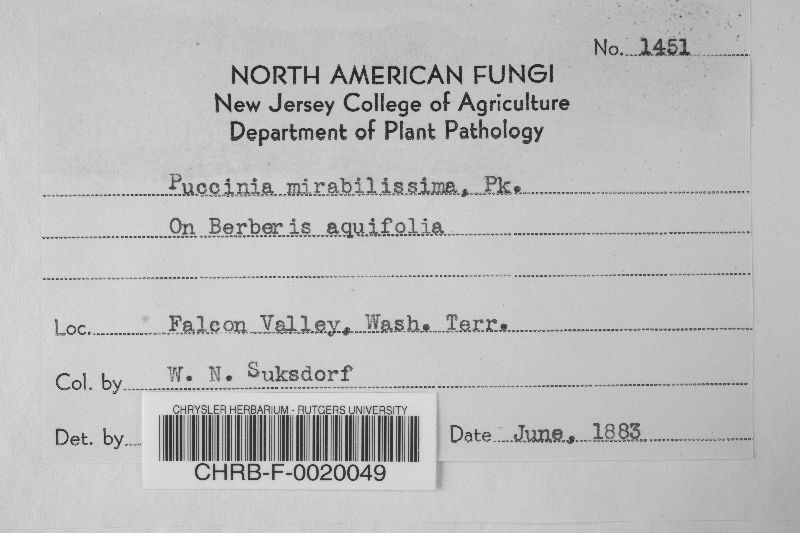 No. 1451
NORTH AMERICAN FUNGI
New Jersey College of Agriculture
Department of Plant Pathology
Puccinia mirabilissima, Pk.
On Berberis aquifolia
Loc. Falcon Valley, Wash. Terr.
Col. by W. N. Suksdorf
Det. by
Date June, 1883
CHRYSLER HERBARIUM - RUTGERS UNIVERSITY
CHRB-F-0020049